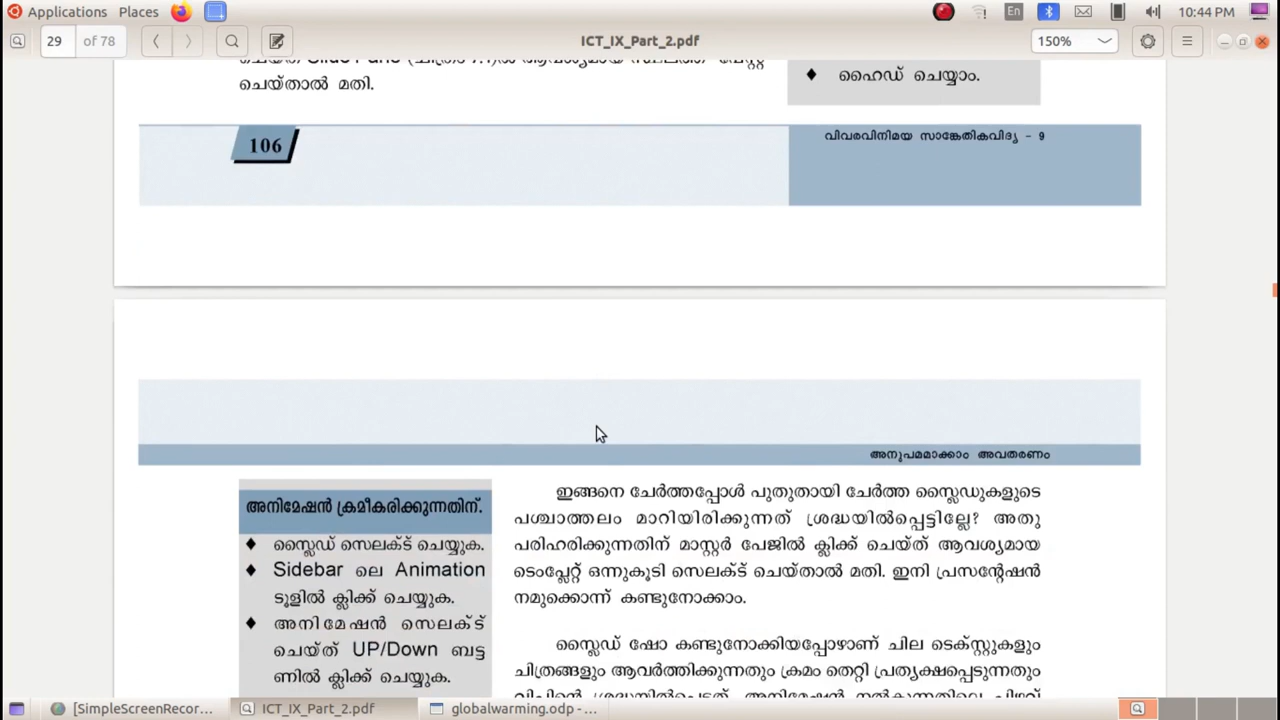 Applications Places En 10:44 PM
29 of 78 ICT_IX_Part_2.pdf 150%
ചെയ്താൽ മതി.
♦ ഹൈഡ് ചെയ്യാം.
106
വിവരവിനിമയ സാങ്കേതികവിദ്യ - 9
അനുപമമാക്കാം അവതരണം
അനിമേഷൻ ക്രമീകരിക്കുന്നതിന്.
♦ സ്ലൈഡ് സെലക്ട് ചെയ്യുക.
♦ Sidebar ലെ Animation
ടൂളിൽ ക്ലിക്ക് ചെയ്യുക.
♦ അനിമേഷൻ സെലക്ട്
ചെയ്ത് UP/Down ബട്ട
ണിൽ ക്ലിക്ക് ചെയ്യുക.
ഇങ്ങനെ ചേർത്തപ്പോൾ പുതുതായി ചേർത്ത സ്ലൈഡുകളുടെ
പശ്ചാത്തലം മാറിയിരിക്കുന്നത് ശ്രദ്ധയിൽപ്പെട്ടില്ലേ? അതു
പരിഹരിക്കുന്നതിന് മാസ്റ്റർ പേജിൽ ക്ലിക്ക് ചെയ്ത് ആവശ്യമായ
ടെംപ്ലേറ്റ് ഒന്നുകൂടി സെലക്ട് ചെയ്താൽ മതി. ഇനി പ്രസന്റേഷൻ
നമുക്കൊന്ന് കണ്ടുനോക്കാം.
സ്ലൈഡ് ഷോ കണ്ടുനോക്കിയപ്പോഴാണ് ചില ടെക്സ്റ്റുകളും
ചിത്രങ്ങളും ആവർത്തിക്കുന്നതും ക്രമം തെറ്റി പ്രത്യക്ഷപ്പെടുന്നതും
[SimpleScreenRecor... ICT_IX_Part_2.pdf globalwarming.odp - ...